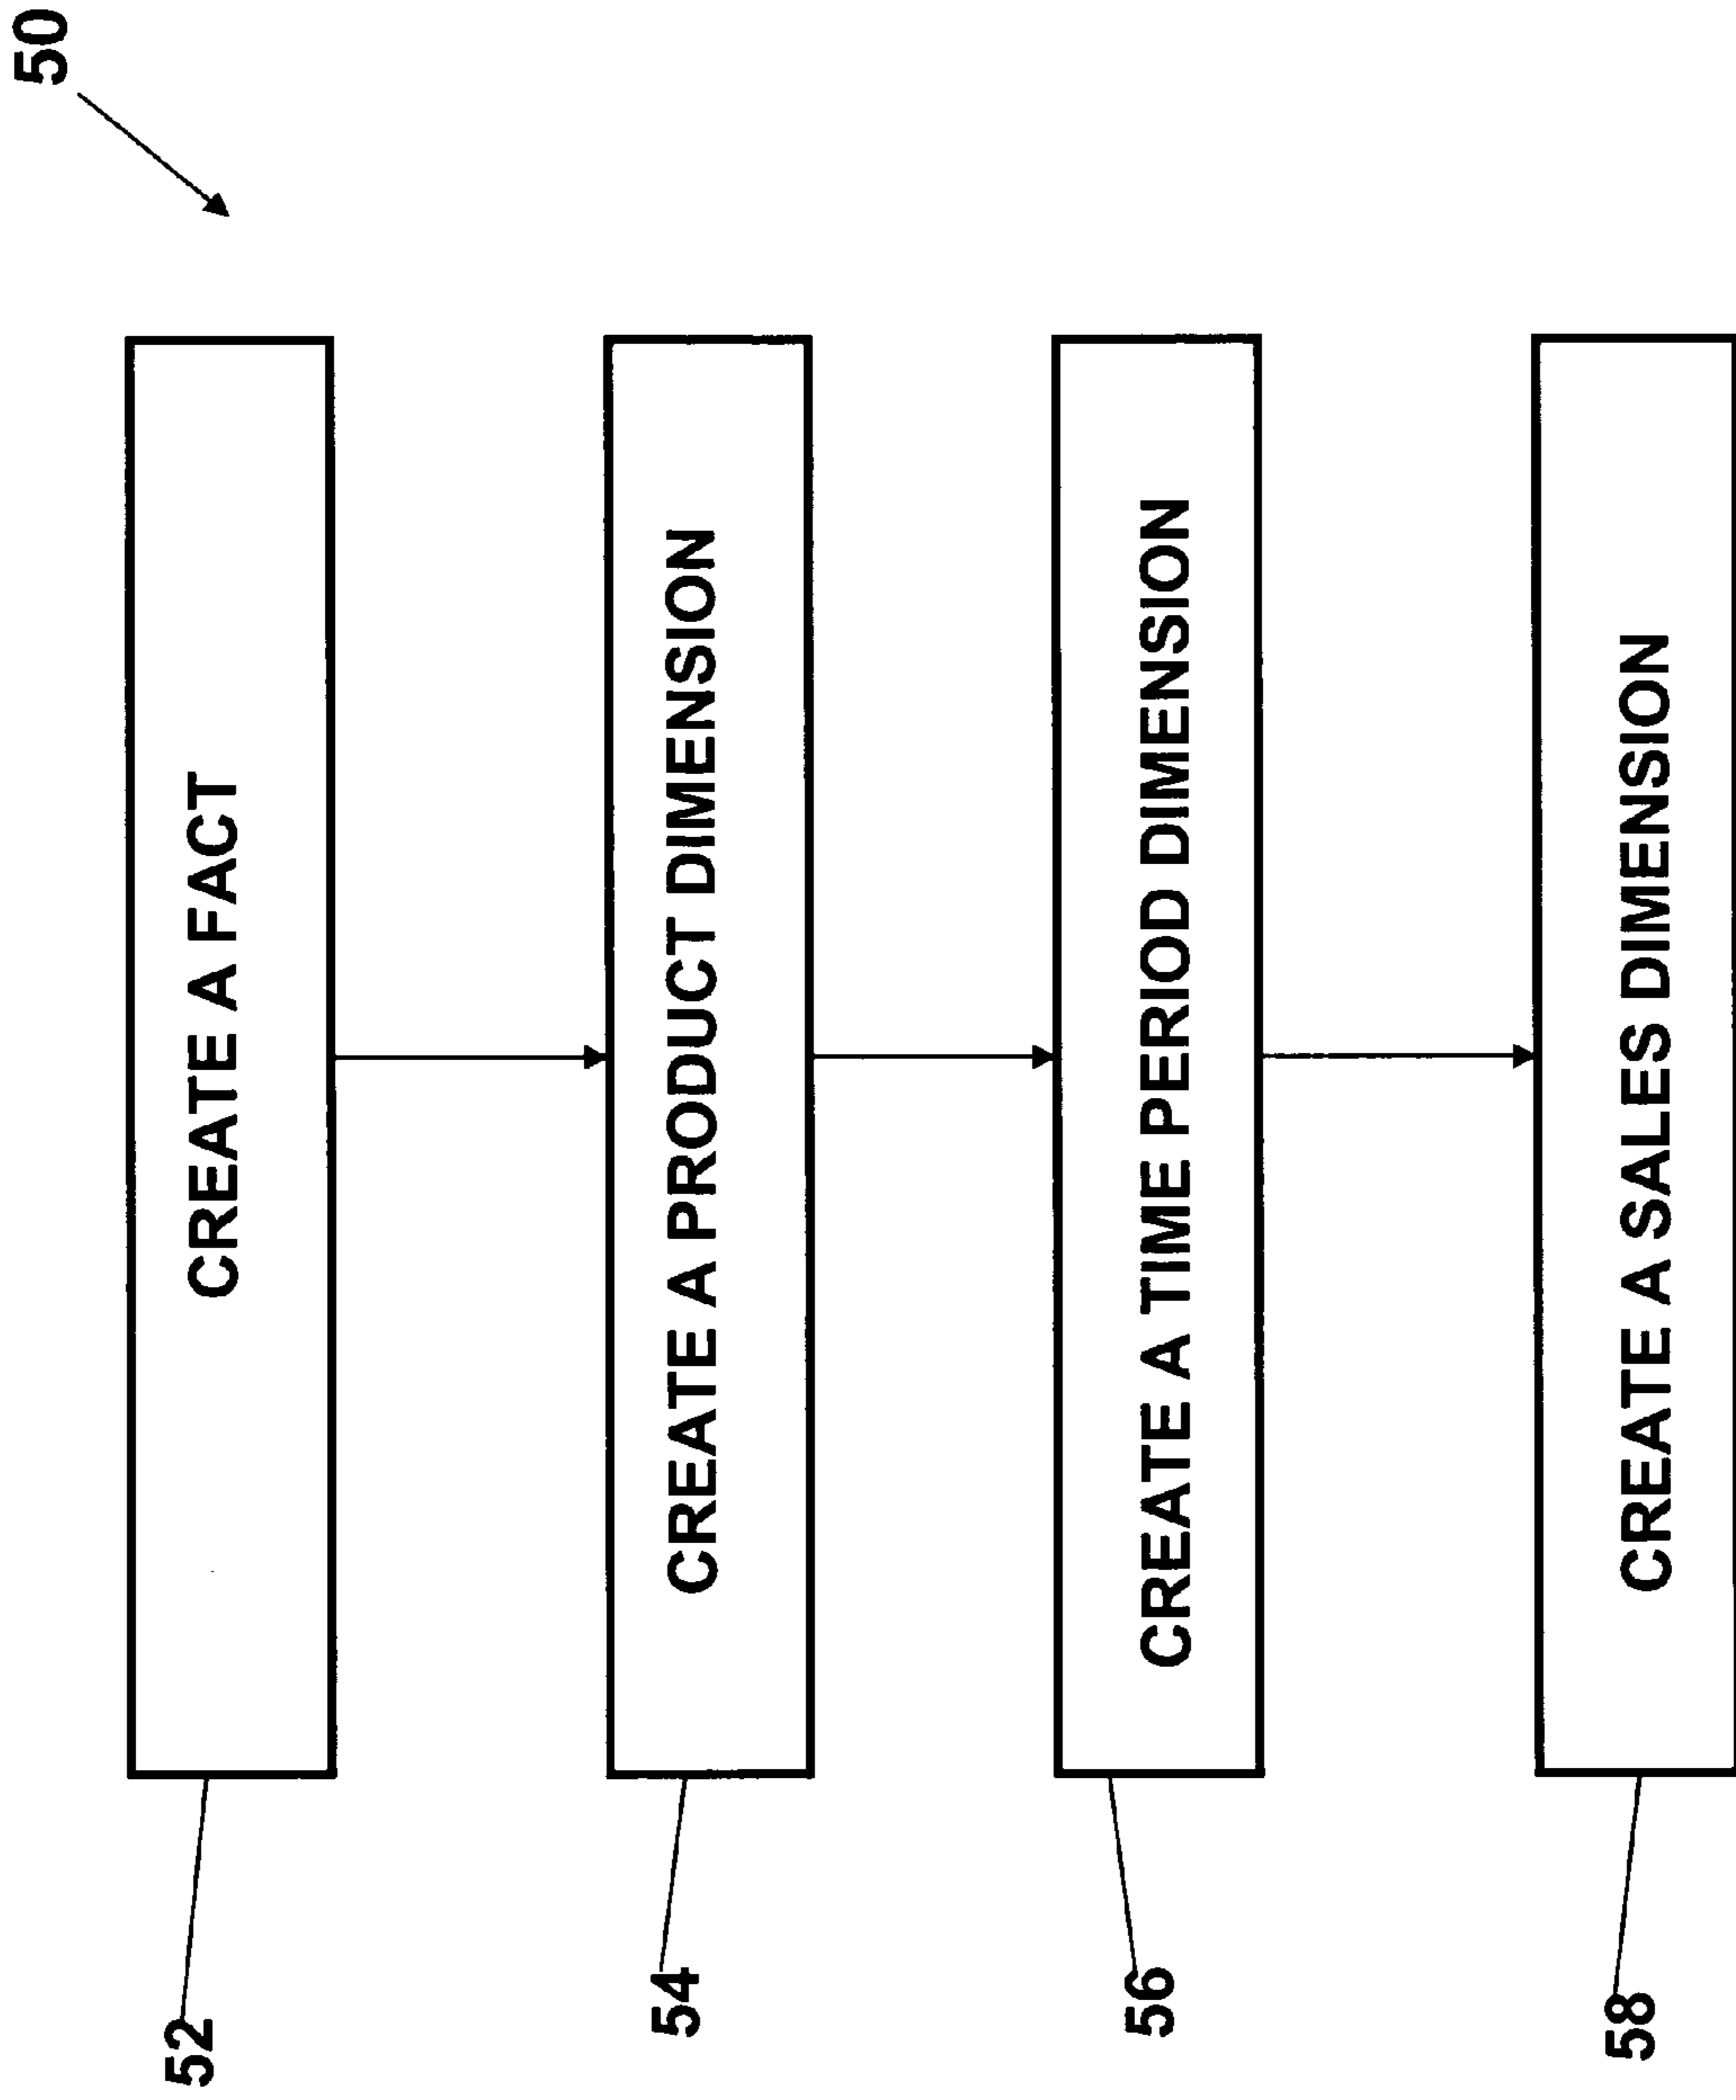 50
52
CREATE A FACT
54
CREATE A PRODUCT DIMENSION
56
CREATE A TIME PERIOD DIMENSION
58
CREATE A SALES DIMENSION